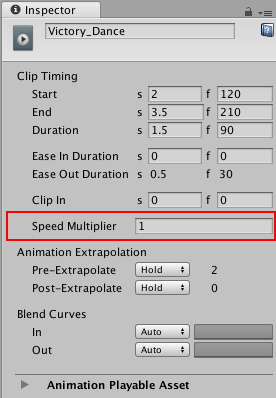 Inspector
Victory_Dance
Clip Timing
Start s 2 f 120
End s 3.5 f 210
Duration s 1.5 f 90
Ease In Duration s 0 f 0
Ease Out Duration s 0.5 f 30
Clip In s 0 f 0
Speed Multiplier 1
Animation Extrapolation
Pre-Extrapolate Hold 2
Post-Extrapolate Hold 0
Blend Curves
In Auto
Out Auto
Animation Playable Asset